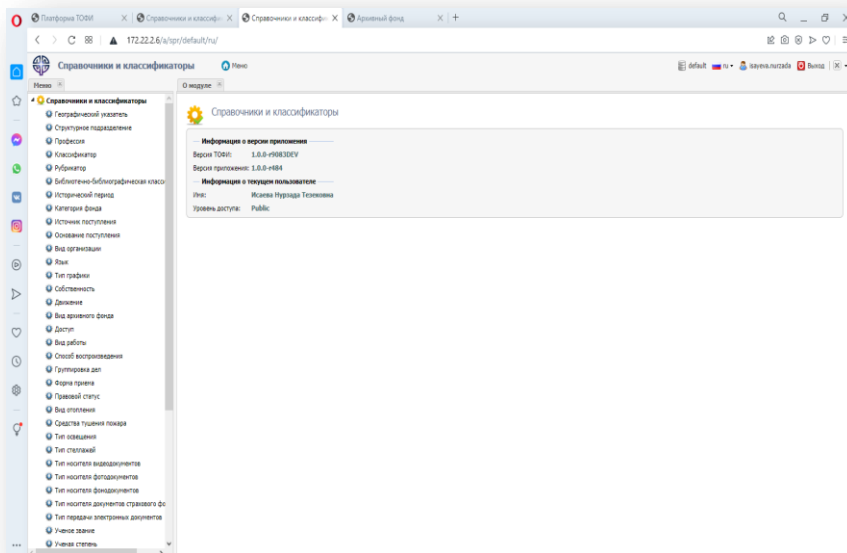 Платформа ТОФИ
Справочники и классифи
Справочники и классифи
Архивный фонд
172.22.2.6/a/spr/default/ru/
Справочники и классификаторы
Меню
default
ru
isayeva.nurzada
Выход
Меню
О модуле
Справочники и классификаторы
Географический указатель
Структурное подразделение
Профессия
Классификатор
Рубрикатор
Библиотечно-библиографическая класси
Исторический период
Категория фонда
Источник поступления
Основание поступления
Вид организации
Язык
Тип графики
Собственность
Движение
Вид архивного фонда
Доступ
Вид работы
Способ воспроизведения
Группировка дел
Форма приема
Правовой статус
Вид отопления
Средства тушения пожара
Тип освещения
Тип стеллажей
Тип носителя видеодокументов
Тип носителя фотодокументов
Тип носителя фонодокументов
Тип носителя документов страхового фо
Тип передачи электронных документов
Ученое звание
Ученая степень
Справочники и классификаторы
Информация о версии приложения
Версия ТОФИ: 1.0.0-r9083DEV
Версия приложения: 1.0.0-r484
Информация о текущем пользователе
Имя: Исаева Нурзада Тезековна
Уровень доступа: Public